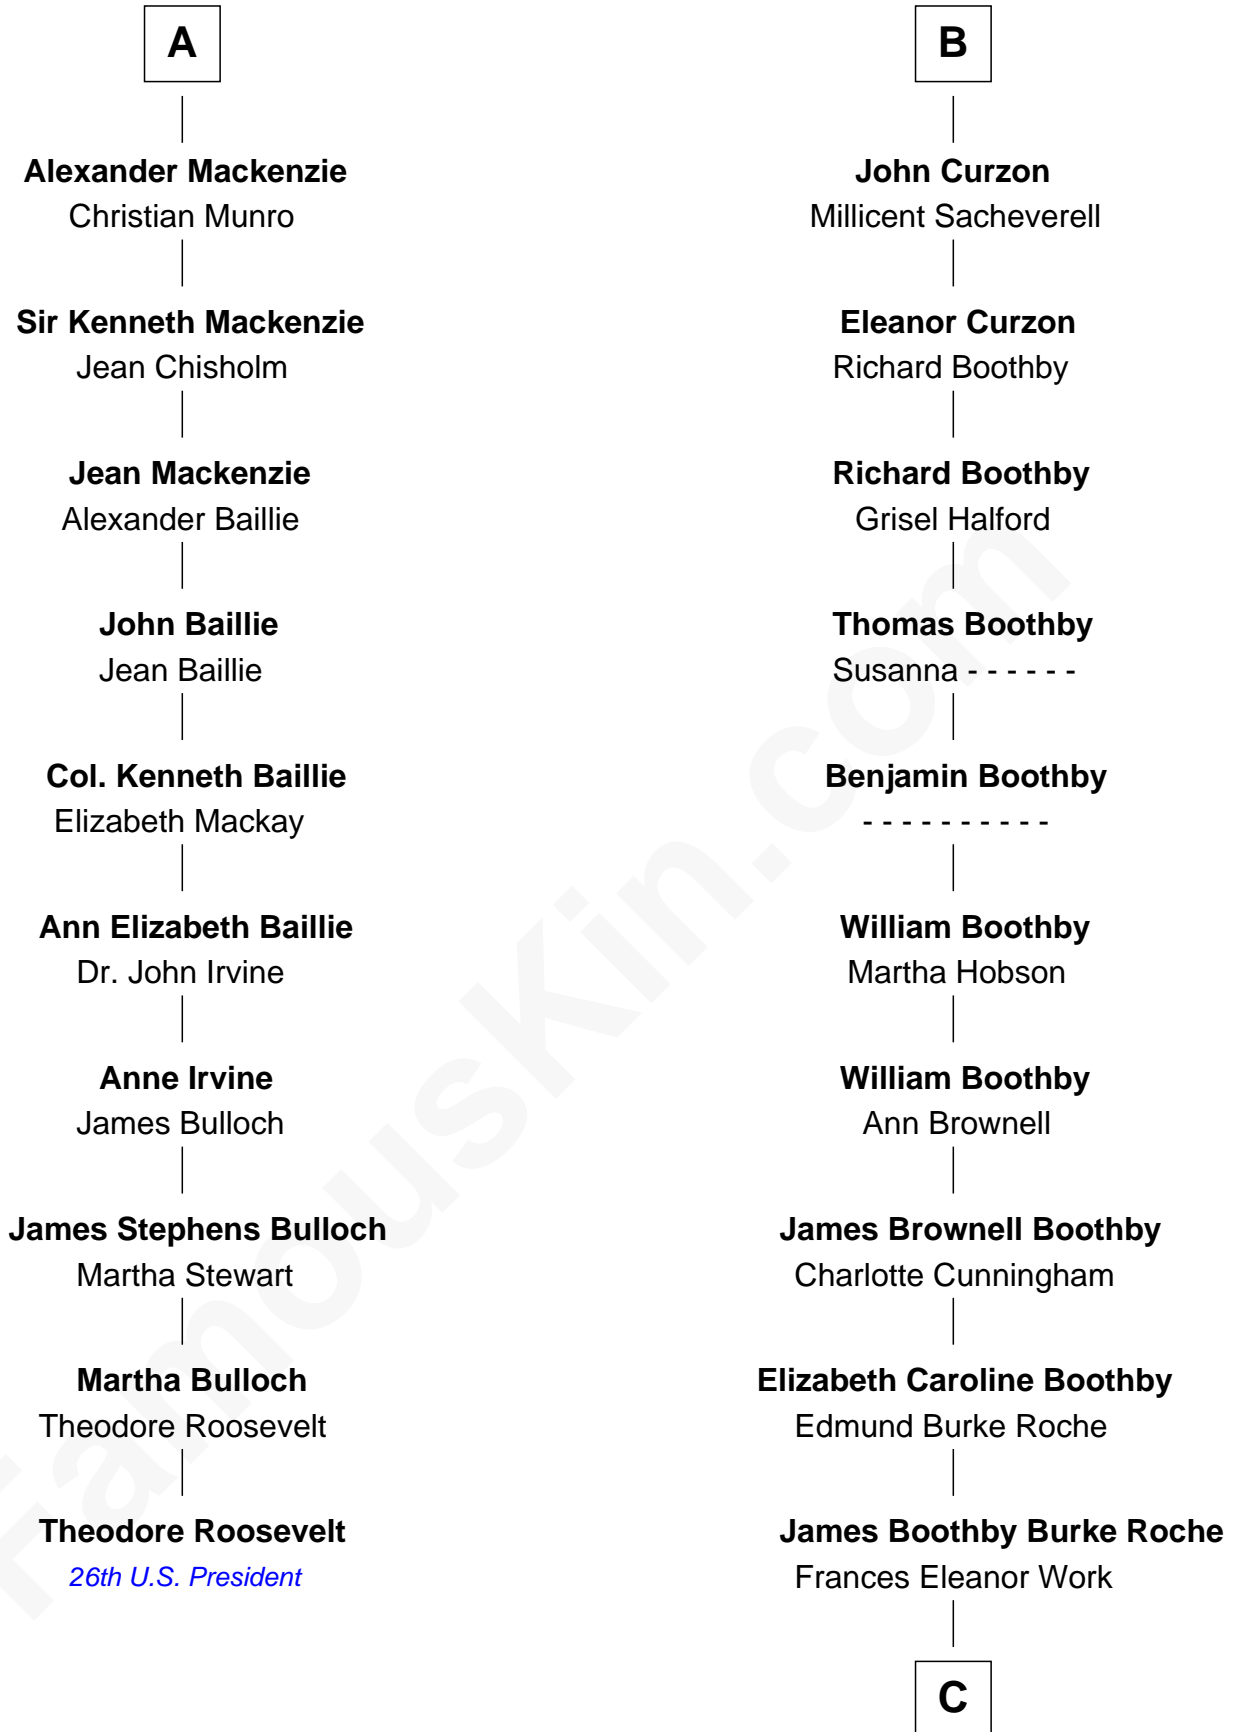 A
Alexander Mackenzie
Christian Munro
Sir Kenneth Mackenzie
Jean Chisholm
Jean Mackenzie
Alexander Baillie
John Baillie
Jean Baillie
Col. Kenneth Baillie
Elizabeth Mackay
Ann Elizabeth Baillie
Dr. John Irvine
Anne Irvine
James Bulloch
James Stephens Bulloch
Martha Stewart
Martha Bulloch
Theodore Roosevelt
Theodore Roosevelt
26th U.S. President
B
John Curzon
Millicent Sacheverell
Eleanor Curzon
Richard Boothby
Richard Boothby
Grisel Halford
Thomas Boothby
Susanna - - - - - -
Benjamin Boothby
- - - - - - - - - -
William Boothby
Martha Hobson
William Boothby
Ann Brownell
James Brownell Boothby
Charlotte Cunningham
Elizabeth Caroline Boothby
Edmund Burke Roche
James Boothby Burke Roche
Frances Eleanor Work
C
FamousKin.com